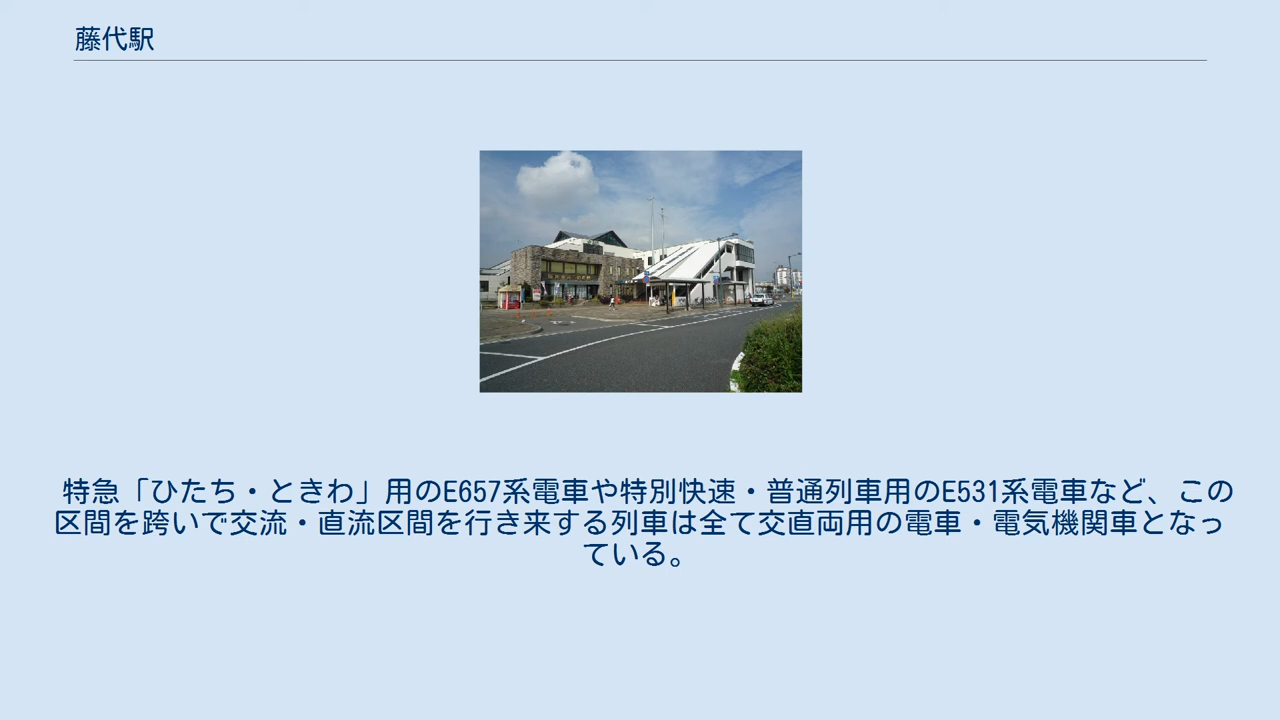 藤代駅
特急「ひたち・ときわ」用のE657系電車や特別快速・普通列車用のE531系電車など、この
区間を跨いで交流・直流区間を行き来する列車は全て交直両用の電車・電気機関車となっ
ている。